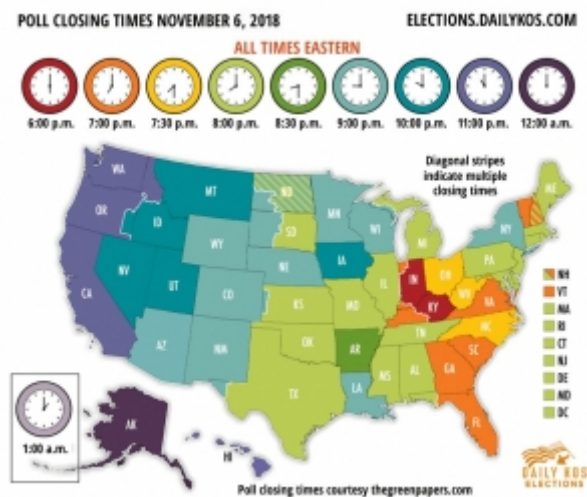 POLL CLOSING TIMES NOVEMBER 6, 2018
ELECTIONS.DAILYKOS.COM
ALL TIMES EASTERN
6:00 p.m. 7:00 p.m. 7:30 p.m. 8:00 p.m. 8:30 p.m. 9:00 p.m. 10:00 p.m. 11:00 p.m. 12:00 a.m.
Diagonal stripes
indicate multiple
closing times
WA MT ND MN ME
OR ID SD WI MI NY
WY IA PA
NV UT NE IL IN OH
CA CO KS MO KY WV VA
AZ NM OK AR TN NC
TX LA MS AL GA SC
FL
NH
VT
MA
RI
CT
NJ
DE
MD
DC
1:00 a.m.
AK
HI
DAILY KOS
ELECTIONS
Poll closing times courtesy thegreenpapers.com